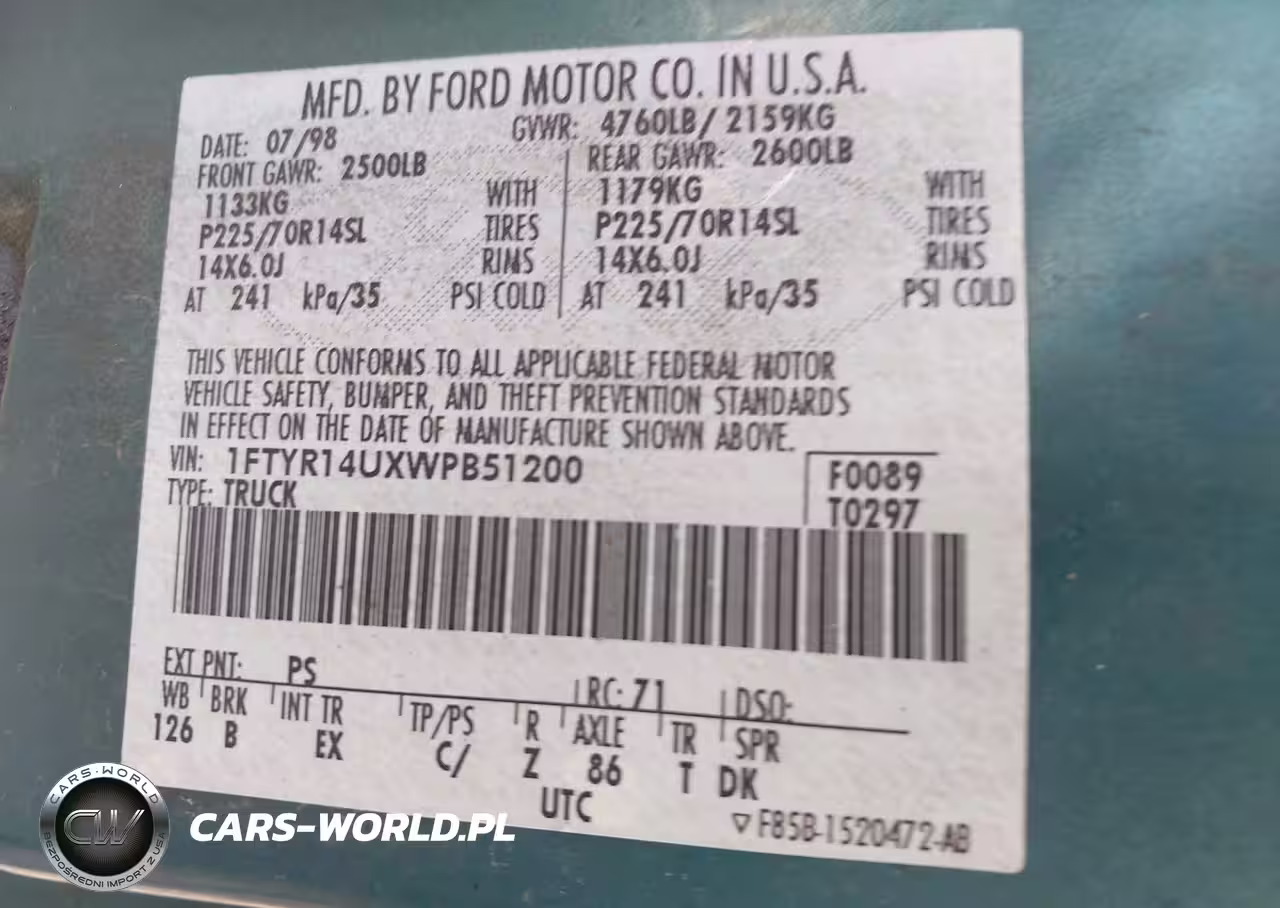 MFD. BY FORD MOTOR CO. IN U.S.A.
DATE: 07/98 GVWR: 4760LB/ 2159KG
FRONT GAWR: 2500LB REAR GAWR: 2600LB
1133KG WITH 1179KG WITH
P225/70R14SL TIRES P225/70R14SL TIRES
14X6.0J RIMS 14X6.0J RIMS
AT 241 kPa/35 PSI COLD AT 241 kPa/35 PSI COLD
THIS VEHICLE CONFORMS TO ALL APPLICABLE FEDERAL MOTOR
VEHICLE SAFETY, BUMPER, AND THEFT PREVENTION STANDARDS
IN EFFECT ON THE DATE OF MANUFACTURE SHOWN ABOVE.
VIN: 1FTYR14UXWPB51200 F0089
TYPE: TRUCK T0297
EXT PNT: PS RC: 71 DSO:
WB BRK INT TR TP/PS R AXLE TR SPR
126 B EX C/ Z 86 T DK
UTC
▽F85B-1520472-AB
CARS-WORLD
CW
BEZPOŚREDNI IMPORT Z USA
CARS-WORLD.PL